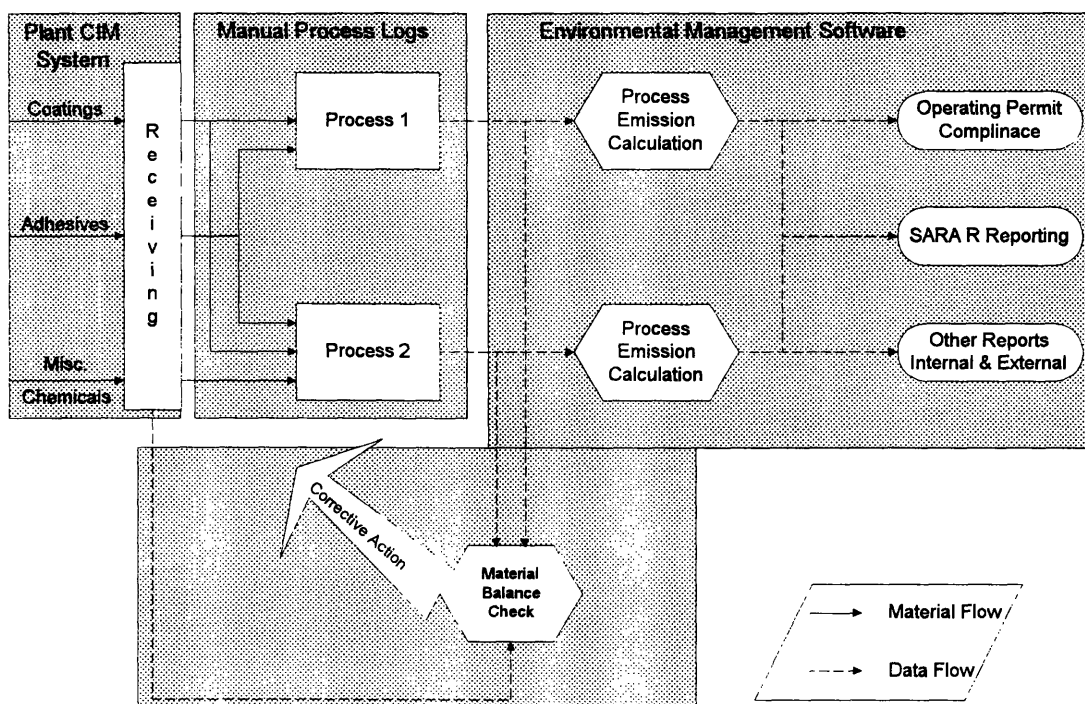 Plant CIM
System
Manual Process Logs
Environmental Management Software
Coatings
Adhesives
Misc.
Chemicals
Receiving
Process 1
Process 2
Process
Emission
Calculation
Process
Emission
Calculation
Operating Permit
Complinace
SARA R Reporting
Other Reports
Internal & External
Corrective Action
Material
Balance
Check
Material Flow
Data Flow